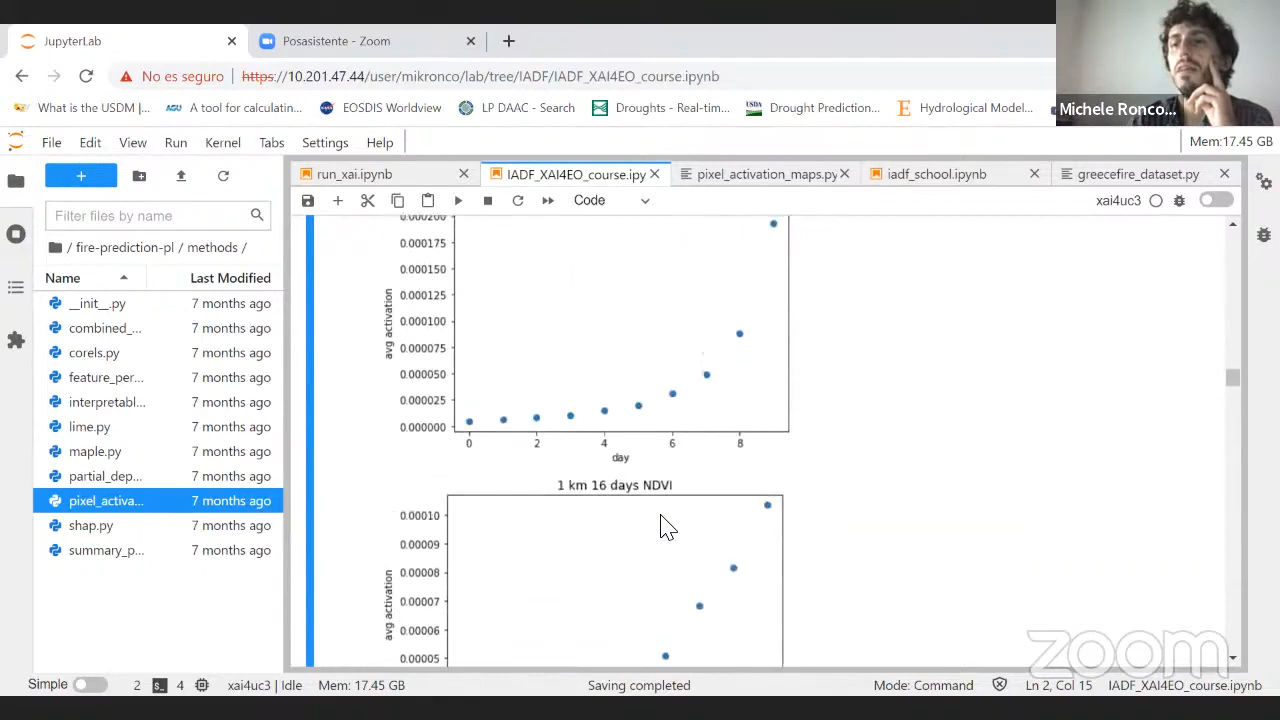 JupyterLab
Posasistente - Zoom
No es seguro
https://10.201.47.44/user/mikronco/lab/tree/IADF/IADF_XAI4EO_course.ipynb
What is the USDM |...
A tool for calculatin...
EOSDIS Worldview
LP DAAC - Search
Droughts - Real-tim...
Drought Prediction...
Hydrological Model...
Michele Ronco...
File Edit View Run Kernel Tabs Settings Help
Mem:17.45 GB
run_xai.ipynb
IADF_XAI4EO_course.ipy
pixel_activation_maps.py
iadf_school.ipynb
greecefire_dataset.py
Filter files by name
Code
xai4uc3
/ fire-prediction-pl / methods /
Name Last Modified
__init__.py 7 months ago
combined_... 7 months ago
corels.py 7 months ago
feature_per... 7 months ago
interpretabl... 7 months ago
lime.py 7 months ago
maple.py 7 months ago
partial_dep... 7 months ago
pixel_activa... 7 months ago
shap.py 7 months ago
summary_p... 7 months ago
0.000200
0.000175
0.000150
0.000125
0.000100
0.000075
0.000050
0.000025
0.000000
avg activation
0 2 4 6 8
day
1 km 16 days NDVI
0.00010
0.00009
0.00008
0.00007
0.00006
0.00005
avg activation
zoom
Simple 2 4 xai4uc3 | Idle Mem: 17.45 GB Saving completed Mode: Command Ln 2, Col 15 IADF_XAI4EO_course.ipynb